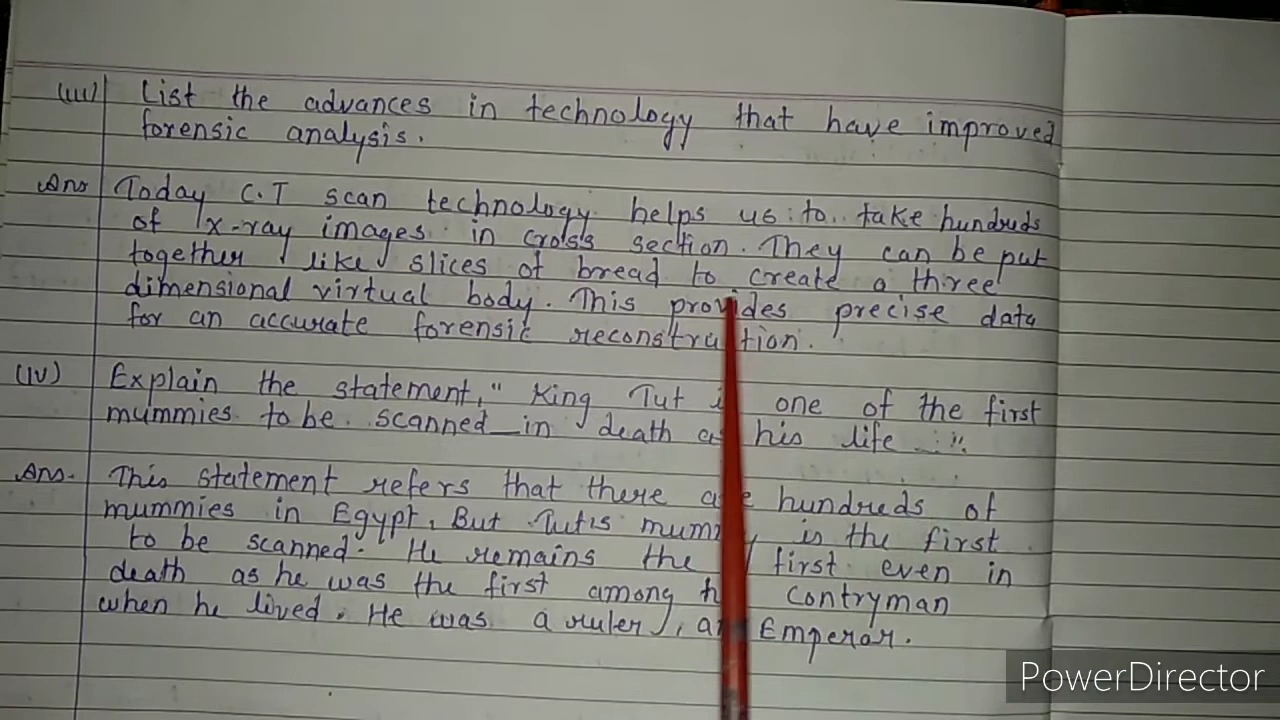 (iii) List the advances in technology that have improved
forensic analysis.
Ans Today C.T scan technology helps us to take hundreds
of X-ray images in cross section. They can be put
together like slices of bread to create a three
dimensional virtual body. This provides precise data
for an accurate forensic reconstruction.
(iv) Explain the statement, "King Tut is one of the first
mummies to be scanned_in death as his life ...".
Ans. This statement refers that there are hundreds of
mummies in Egypt, But Tut's mummy is the first
to be scanned. He remains the first even in
death as he was the first among contryman
when he lived. He was a ruler, an Emperor.
PowerDirector